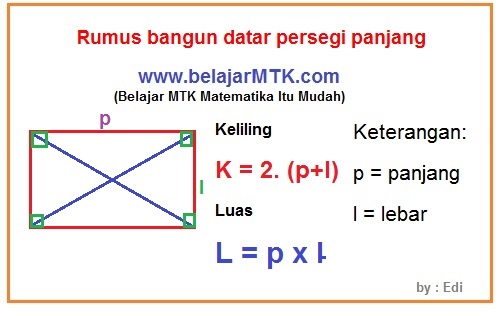 Rumus bangun datar persegi panjang
www.belajarMTK.com
(Belajar MTK Matematika Itu Mudah)
p
l
Keliling
K = 2. (p+l)
Luas
L = p x l
Keterangan:
p = panjang
l = lebar
by : Edi